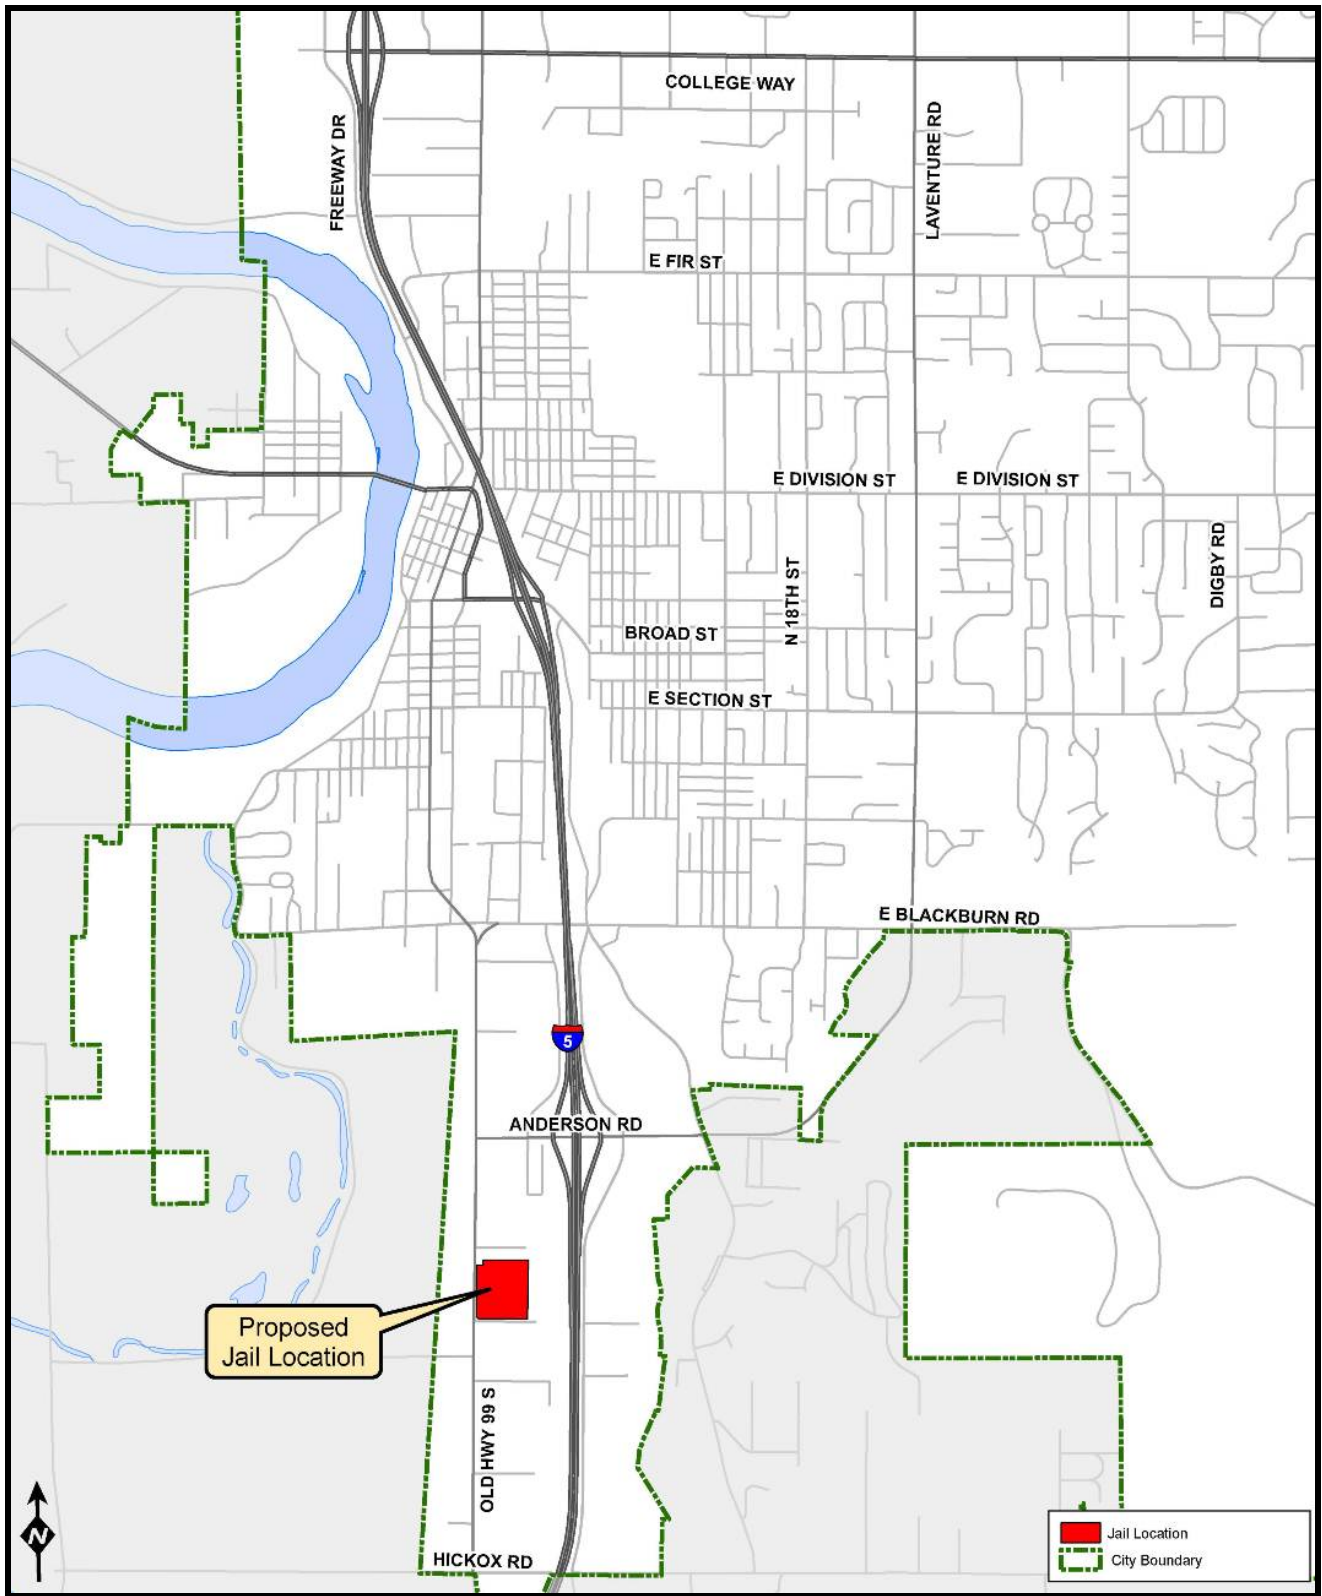 COLLEGE WAY
FREEWAY DR
LAVENTURE RD
E FIR ST
E DIVISION ST
E DIVISION ST
DIGBY RD
N 18TH ST
BROAD ST
E SECTION ST
E BLACKBURN RD
5
ANDERSON RD
Proposed
Jail Location
OLD HWY 99 S
HICKOX RD
N
Jail Location
City Boundary